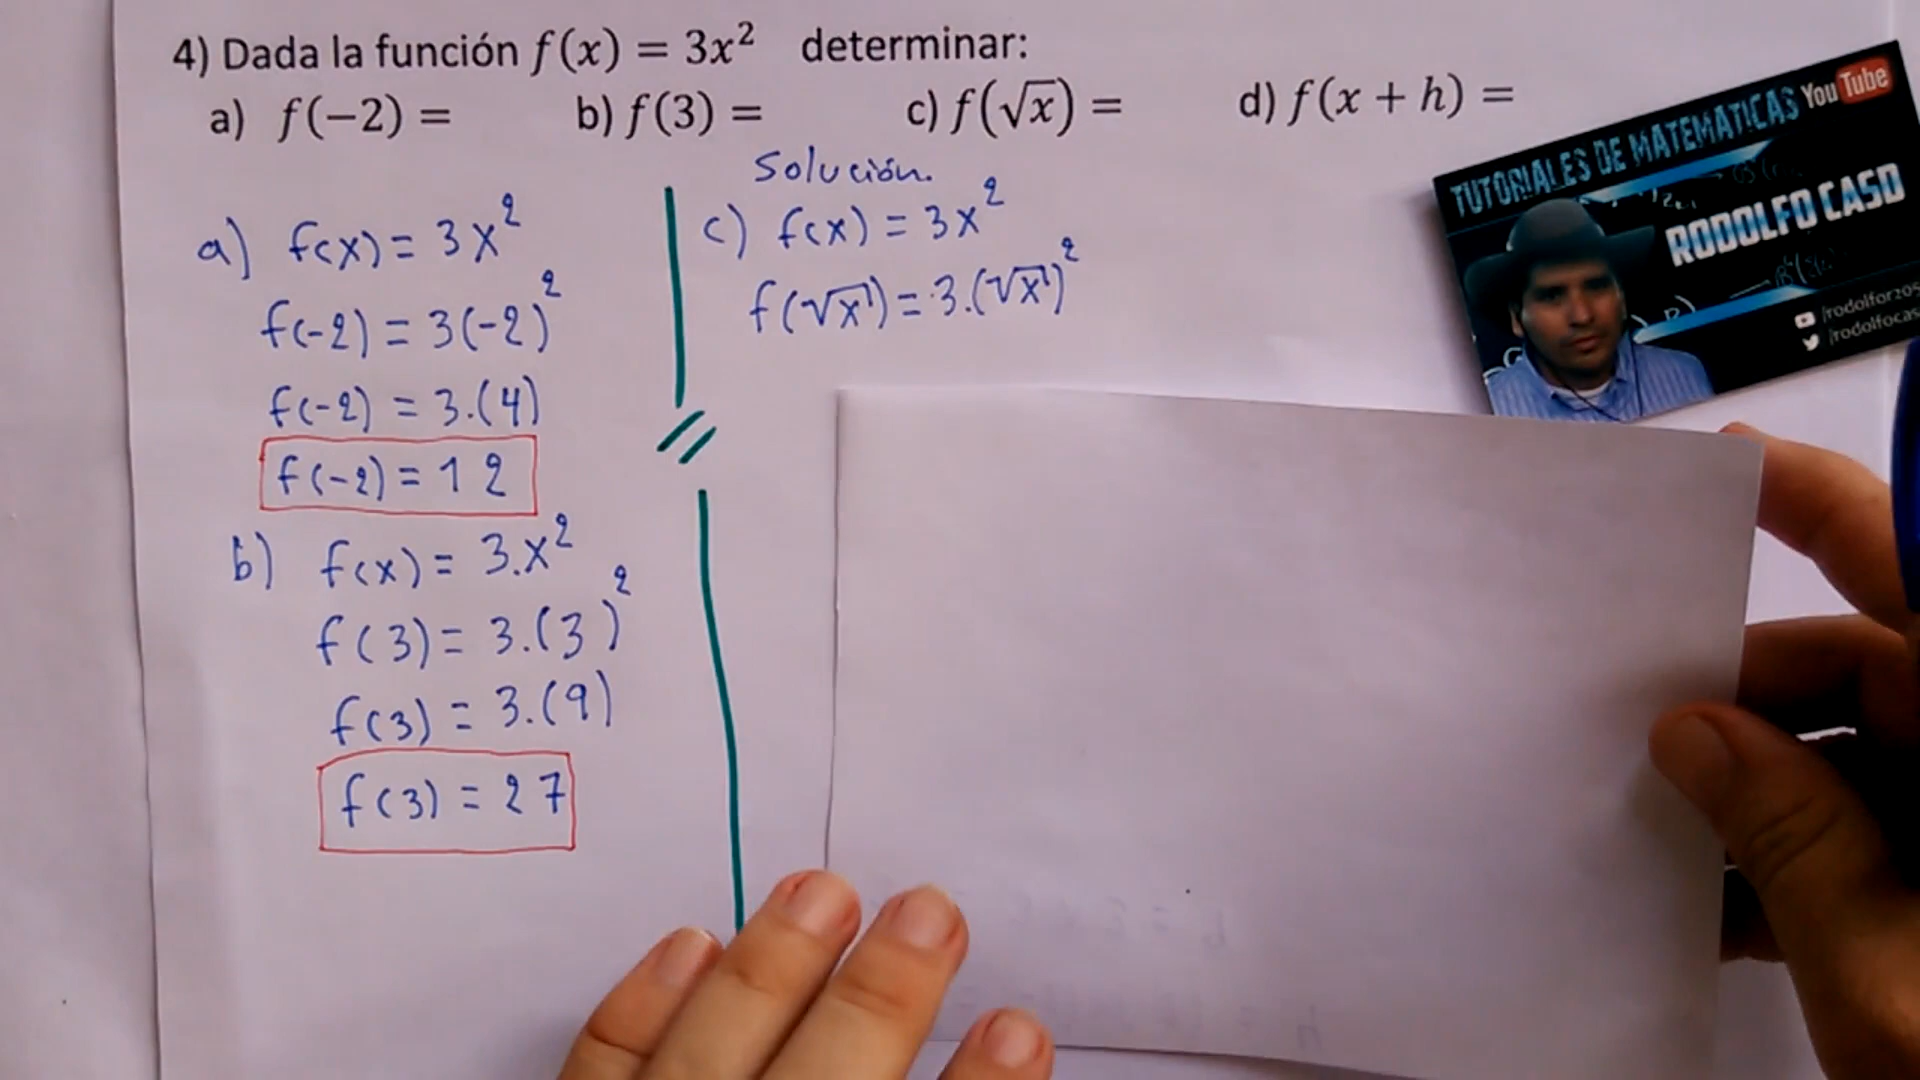 4) Dada la función f(x) = 3x² determinar:
a) f(−2) = b) f(3) = c) f(√x) = d) f(x + h) =
Solución.
a) f(x) = 3x²
f(-2) = 3(-2)²
f(-2) = 3.(4)
f(-2) = 12
b) f(x) = 3.x²
f(3) = 3.(3)²
f(3) = 3.(9)
f(3) = 27
c) f(x) = 3x²
f(√x) = 3.(√x)²
TUTORIALES DE MATEMATICAS YouTube
RODOLFO CASO
/rodolfor205
/rodolfocas